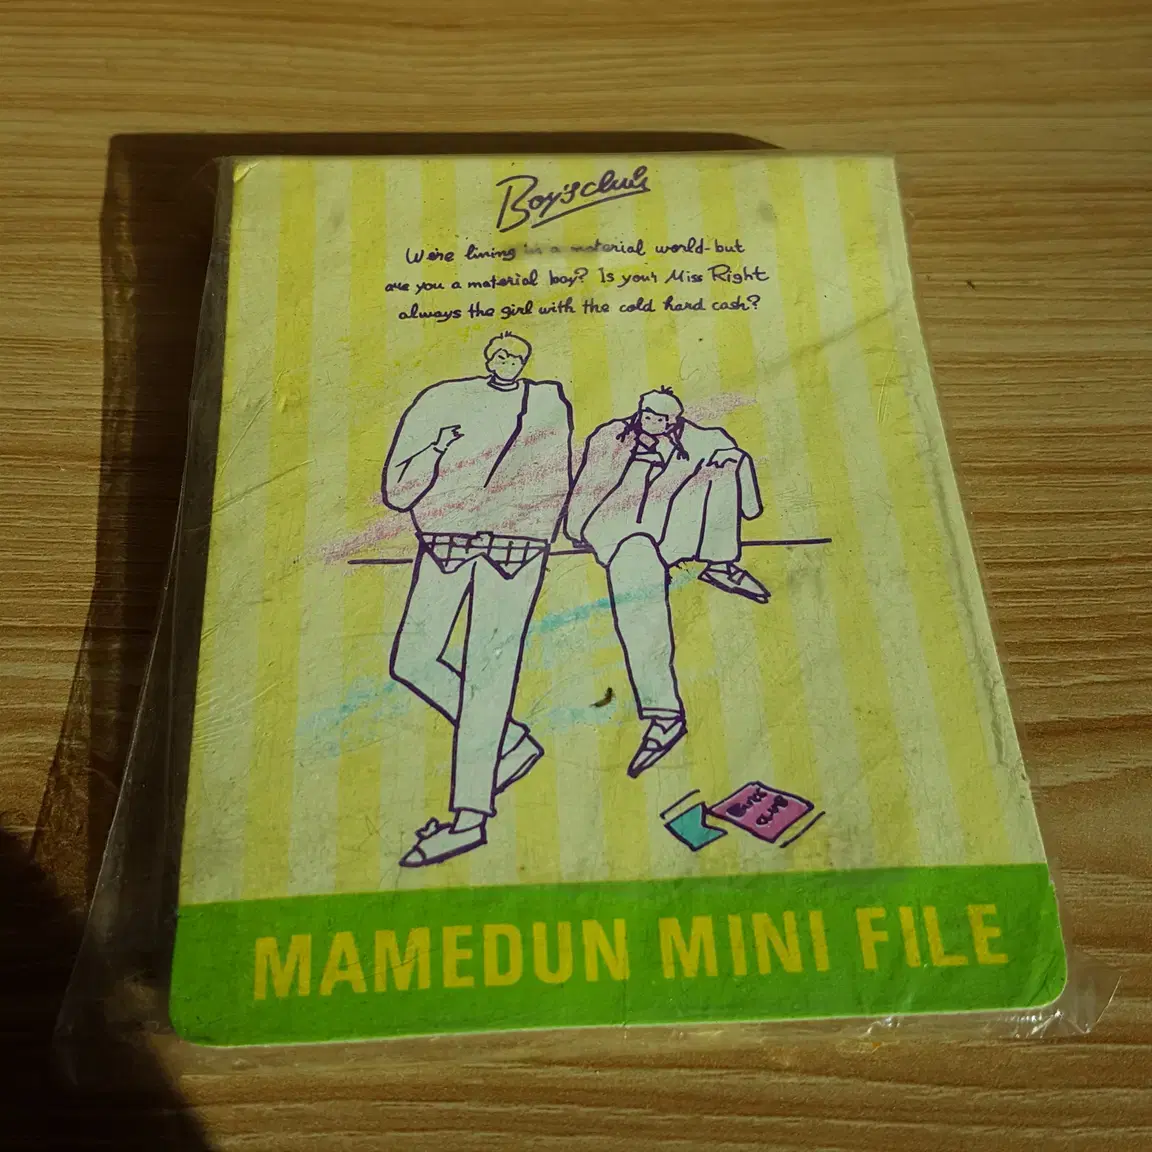 Boy's club
We're living in a material world-but
are you a material boy? Is your Miss Right
always the girl with the cold hard cash?
MAMEDUN MINI FILE